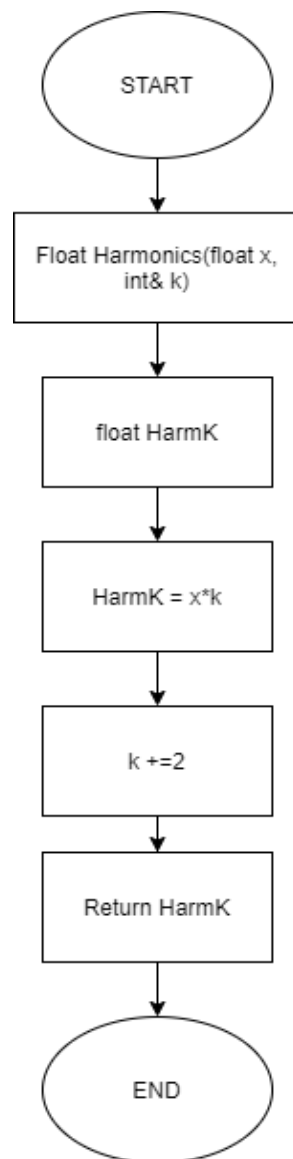 START
Float Harmonics(float x,
int& k)
float HarmK
HarmK = x*k
k +=2
Return HarmK
END